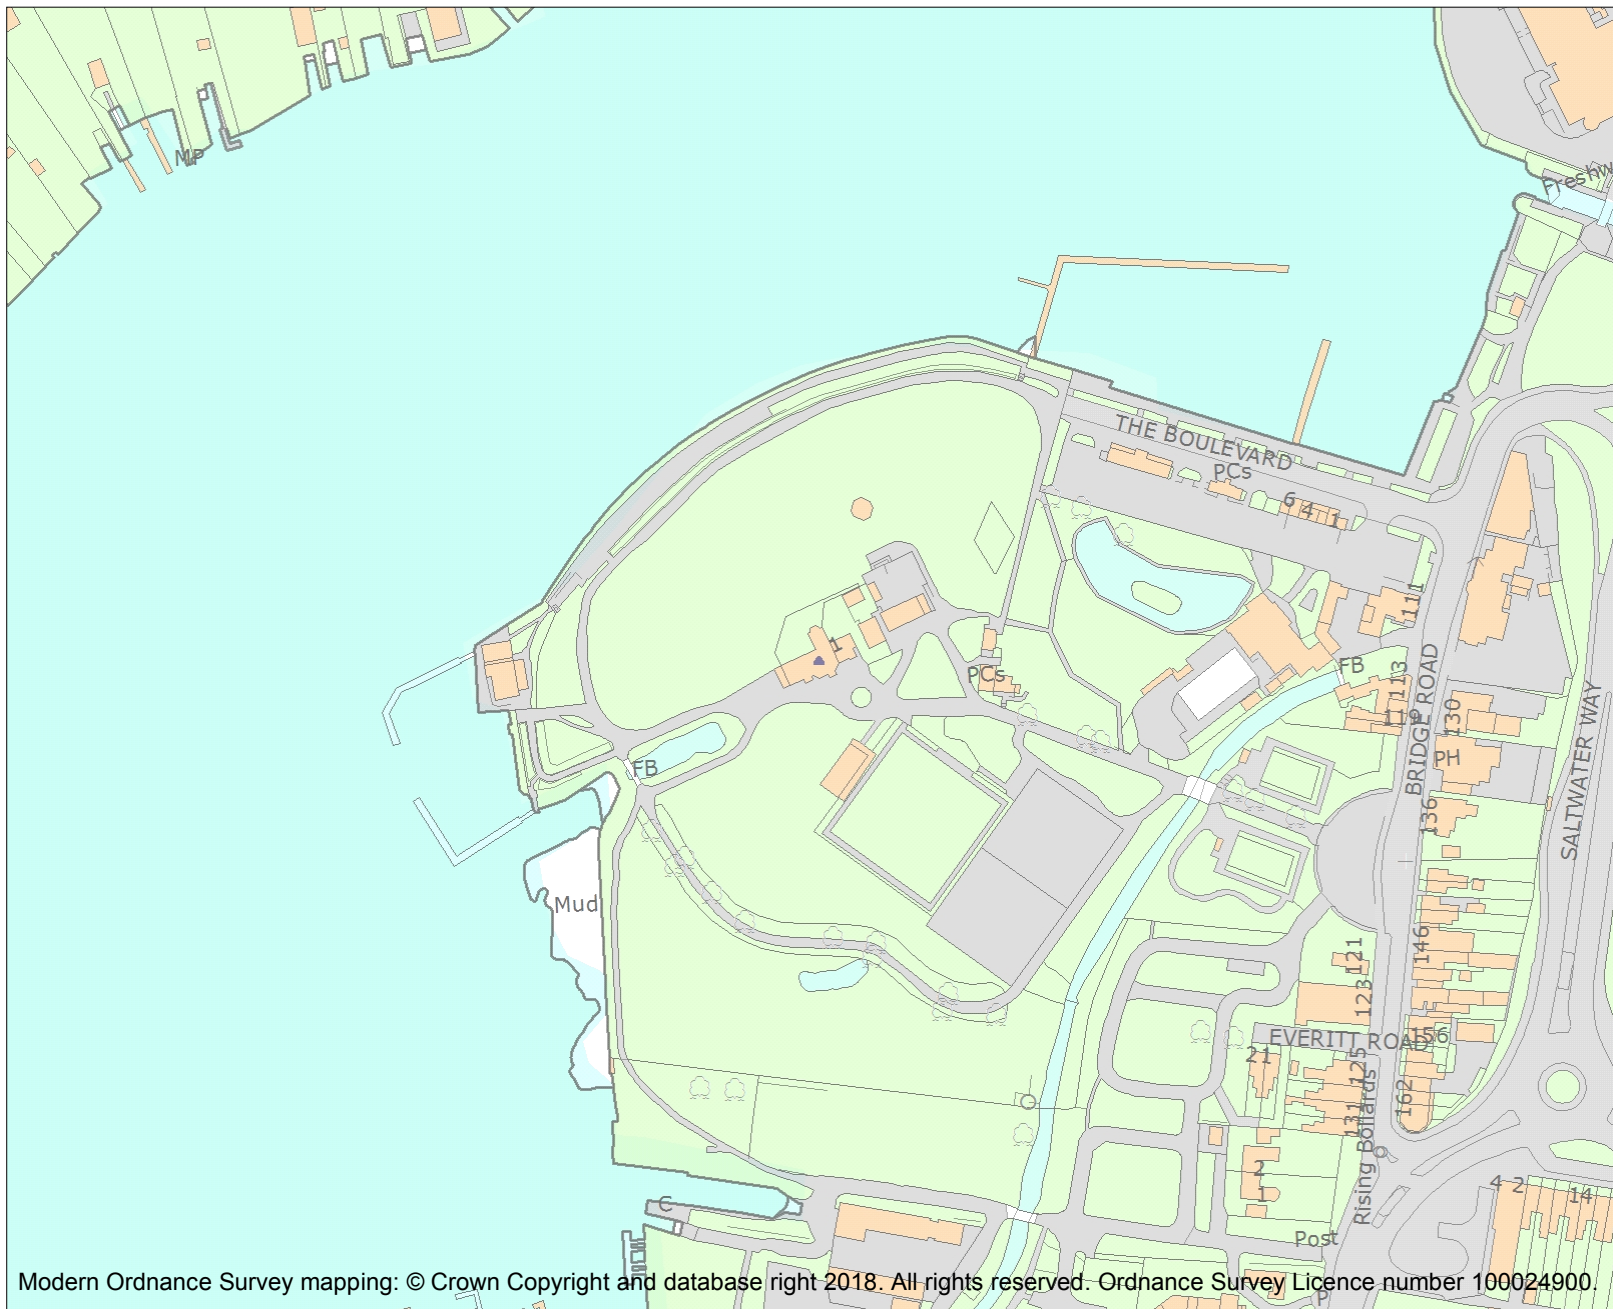 MP
Freshw
THE BOULEVARD
PCs
6
4
1
111
1
FB
PCs
113
119
BRIDGE ROAD
130
SALTWATER WAY
PH
FB
136
Mud
146
121
123
EVERITT ROAD
156
21
125
162
131
Rising Bollards
2
1
4
2
14
C
Post
P
Modern Ordnance Survey mapping: © Crown Copyright and database right 2018. All rights reserved. Ordnance Survey Licence number 100024900.